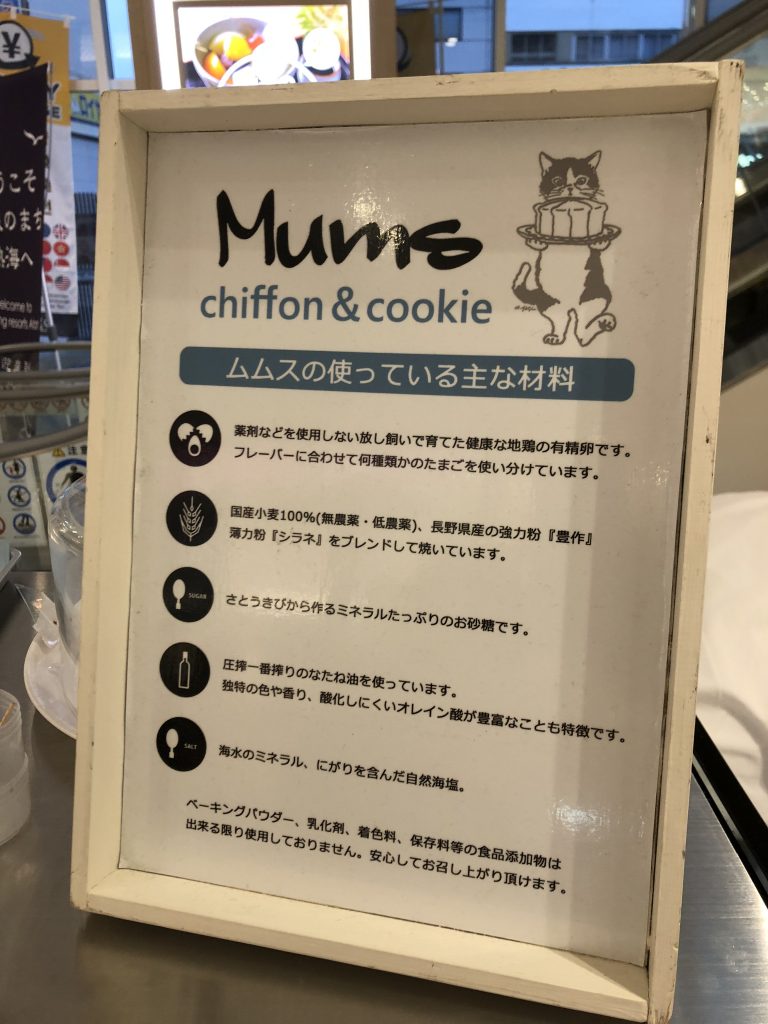 ¥
うこそ
のまち
熱海へ
elcome to
Mums
chiffon & cookie
ムムスの使っている主な材料
薬剤などを使用しない放し飼いで育てた健康な地鶏の有精卵です。
フレーバーに合わせて何種類かのたまごを使い分けています。
国産小麦100%(無農薬・低農薬)、長野県産の強力粉『豊作』
薄力粉『シラネ』をブレンドして焼いています。
SUGAR
さとうきびから作るミネラルたっぷりのお砂糖です。
圧搾一番搾りのなたね油を使っています。
独特の色や香り、酸化しにくいオレイン酸が豊富なことも特徴です。
SALT
海水のミネラル、にがりを含んだ自然海塩。
ベーキングパウダー、乳化剤、着色料、保存料等の食品添加物は
出来る限り使用しておりません。安心してお召し上がり頂けます。
注意